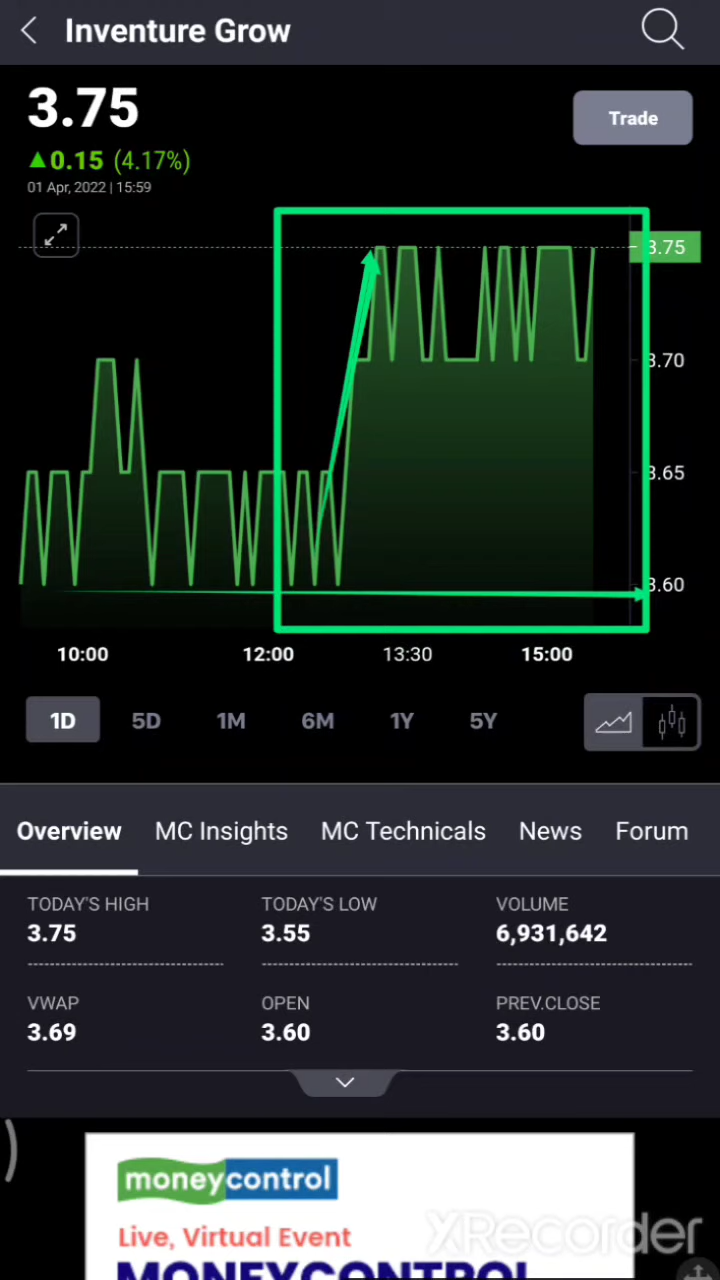 Inventure Grow
3.75
Trade
0.15 (4.17%)
01 Apr, 2022 | 15:59
3.75
3.70
3.65
3.60
10:00 12:00 13:30 15:00
1D 5D 1M 6M 1Y 5Y
Overview MC Insights MC Technicals News Forum
TODAY'S HIGH TODAY'S LOW VOLUME
3.75 3.55 6,931,642
VWAP OPEN PREV.CLOSE
3.69 3.60 3.60
moneycontrol
Live, Virtual Event
XRecorder
MONEYCONTROL